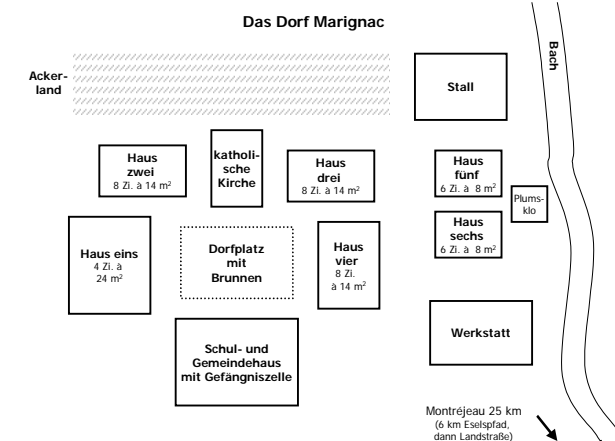 Das Dorf Marignac
Bach
Acker-
land
Stall
Haus
zwei
8 Zi. à 14 m²
katholi-
sche
Kirche
Haus
drei
8 Zi. à 14 m²
Haus
fünf
6 Zi. à  8 m²
Plums-
klo
Haus
sechs
6 Zi. à  8 m²
Haus eins
4 Zi. à
24 m²
Dorfplatz
mit
Brunnen
Haus
vier
8 Zi.
à 14 m²
Werkstatt
Schul- und
Gemeindehaus
mit Gefängniszelle
Montréjeau 25 km
(6 km Eselspfad,
dann Landstraße)